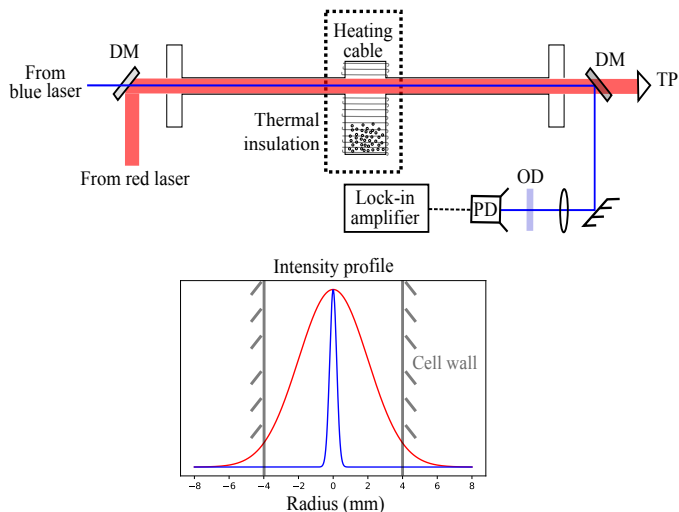 Heating
cable
DM
DM
From
blue laser
TP
Thermal
insulation
From red laser
OD
Lock-in
amplifier
PD
Intensity profile
Cell wall
−8 −6 −4 −2 0 2 4 6 8
Radius (mm)